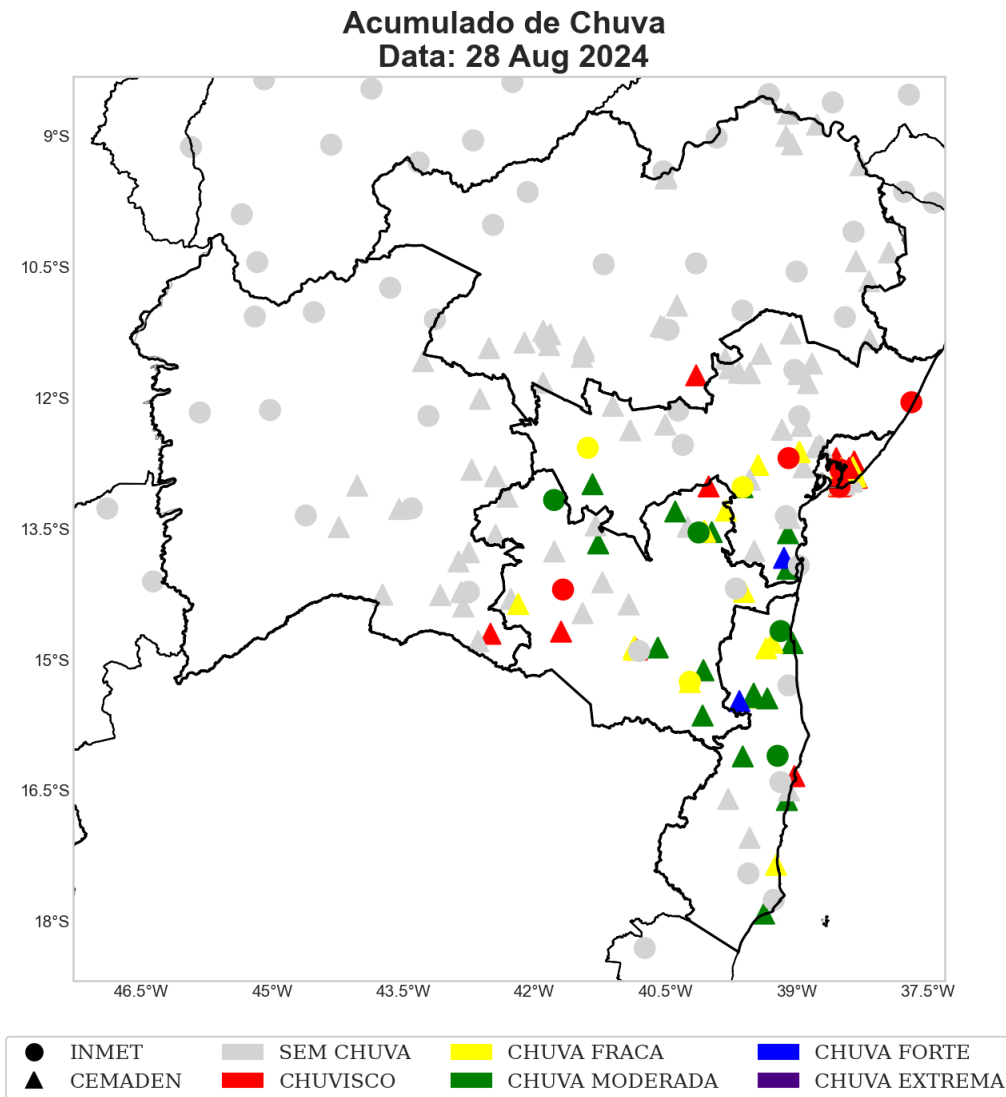 Acumulado de Chuva
Data: 28 Aug 2024
9°S
10.5°S
12°S
13.5°S
15°S
16.5°S
18°S
46.5°W 45°W 43.5°W 42°W 40.5°W 39°W 37.5°W
INMET SEM CHUVA CHUVA FRACA CHUVA FORTE
CEMADEN CHUVISCO CHUVA MODERADA CHUVA EXTREMA